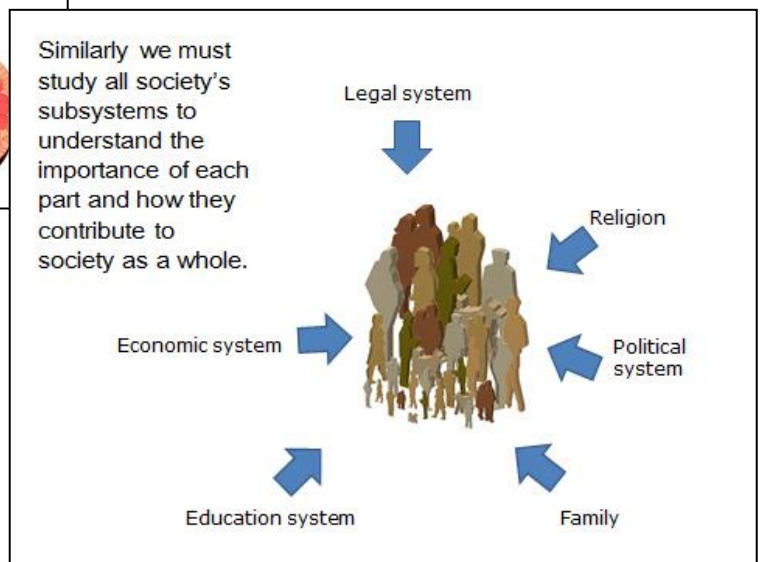 Similarly we must
study all society's
subsystems to
understand the
importance of each
part and how they
contribute to
society as a whole.
Legal system
Religion
Economic system
Political
system
Education system
Family